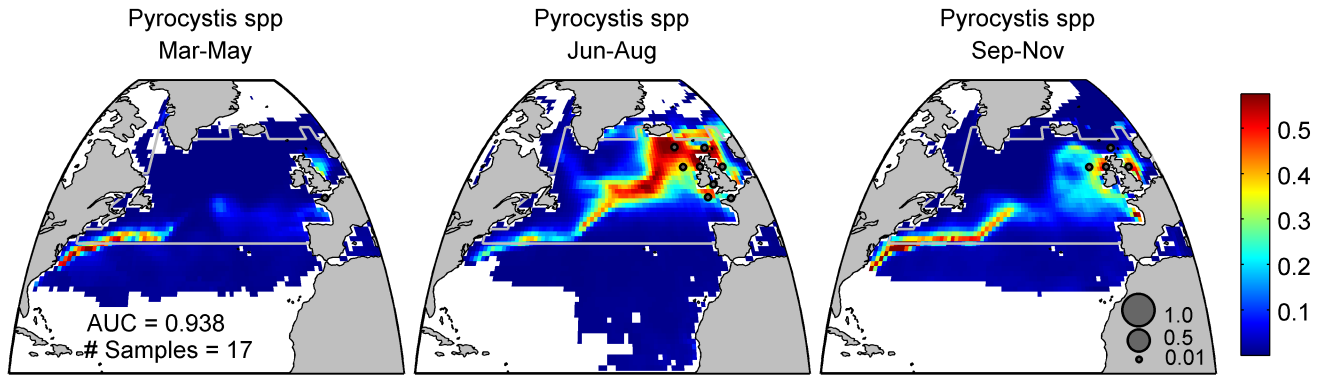 Pyrocystis spp
Mar-May
Pyrocystis spp
Jun-Aug
Pyrocystis spp
Sep-Nov
AUC = 0.938
# Samples = 17
1.0
0.5
0.01
0.5
0.4
0.3
0.2
0.1